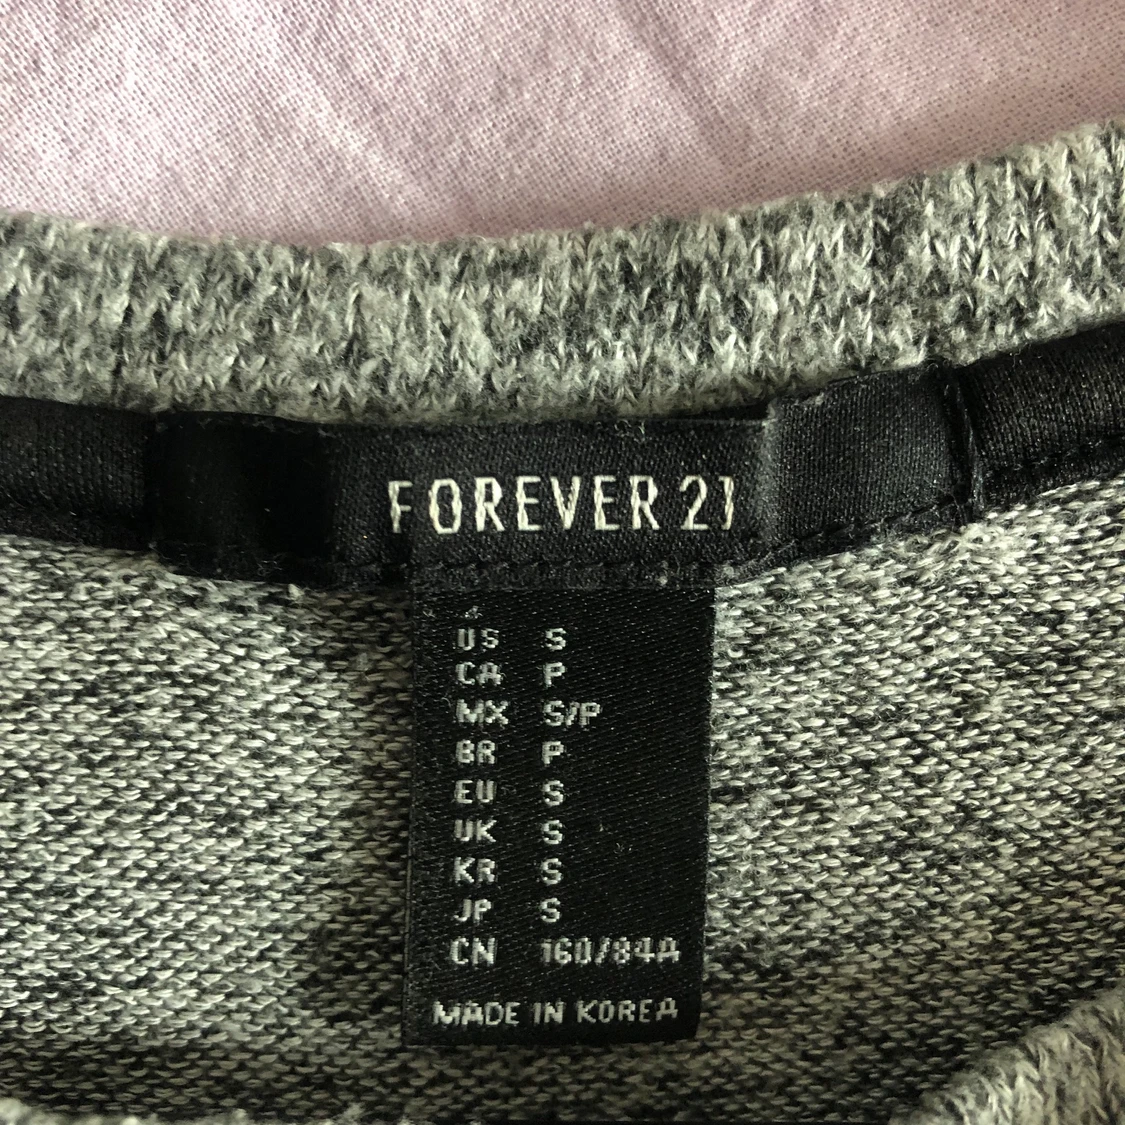 FOREVER 21
US S
CA P
MX S/P
BR P
EU S
UK S
KR S
JP S
CN 160/84A
MADE IN KOREA